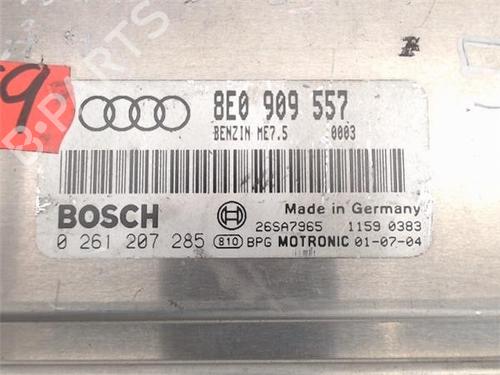 59
8E0 909 557
BENZIN ME7.5 0003
BOSCH
Made in Germany
26SA7965 1159 0383
0 261 207 285 810 BPG MOTRONIC 01-07-04
B-PARTS